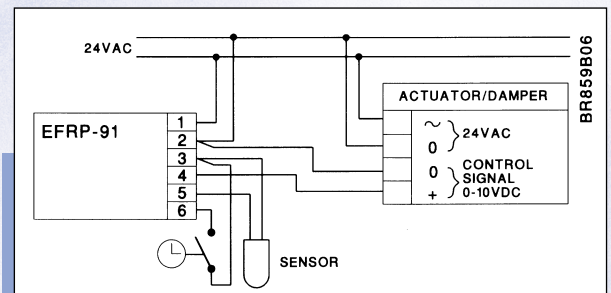 24VAC
EFRP-91
1
2
3
4
5
6
SENSOR
ACTUATOR/DAMPER
~
0
24VAC
0
+
CONTROL
SIGNAL
0-10VDC
BR859B06